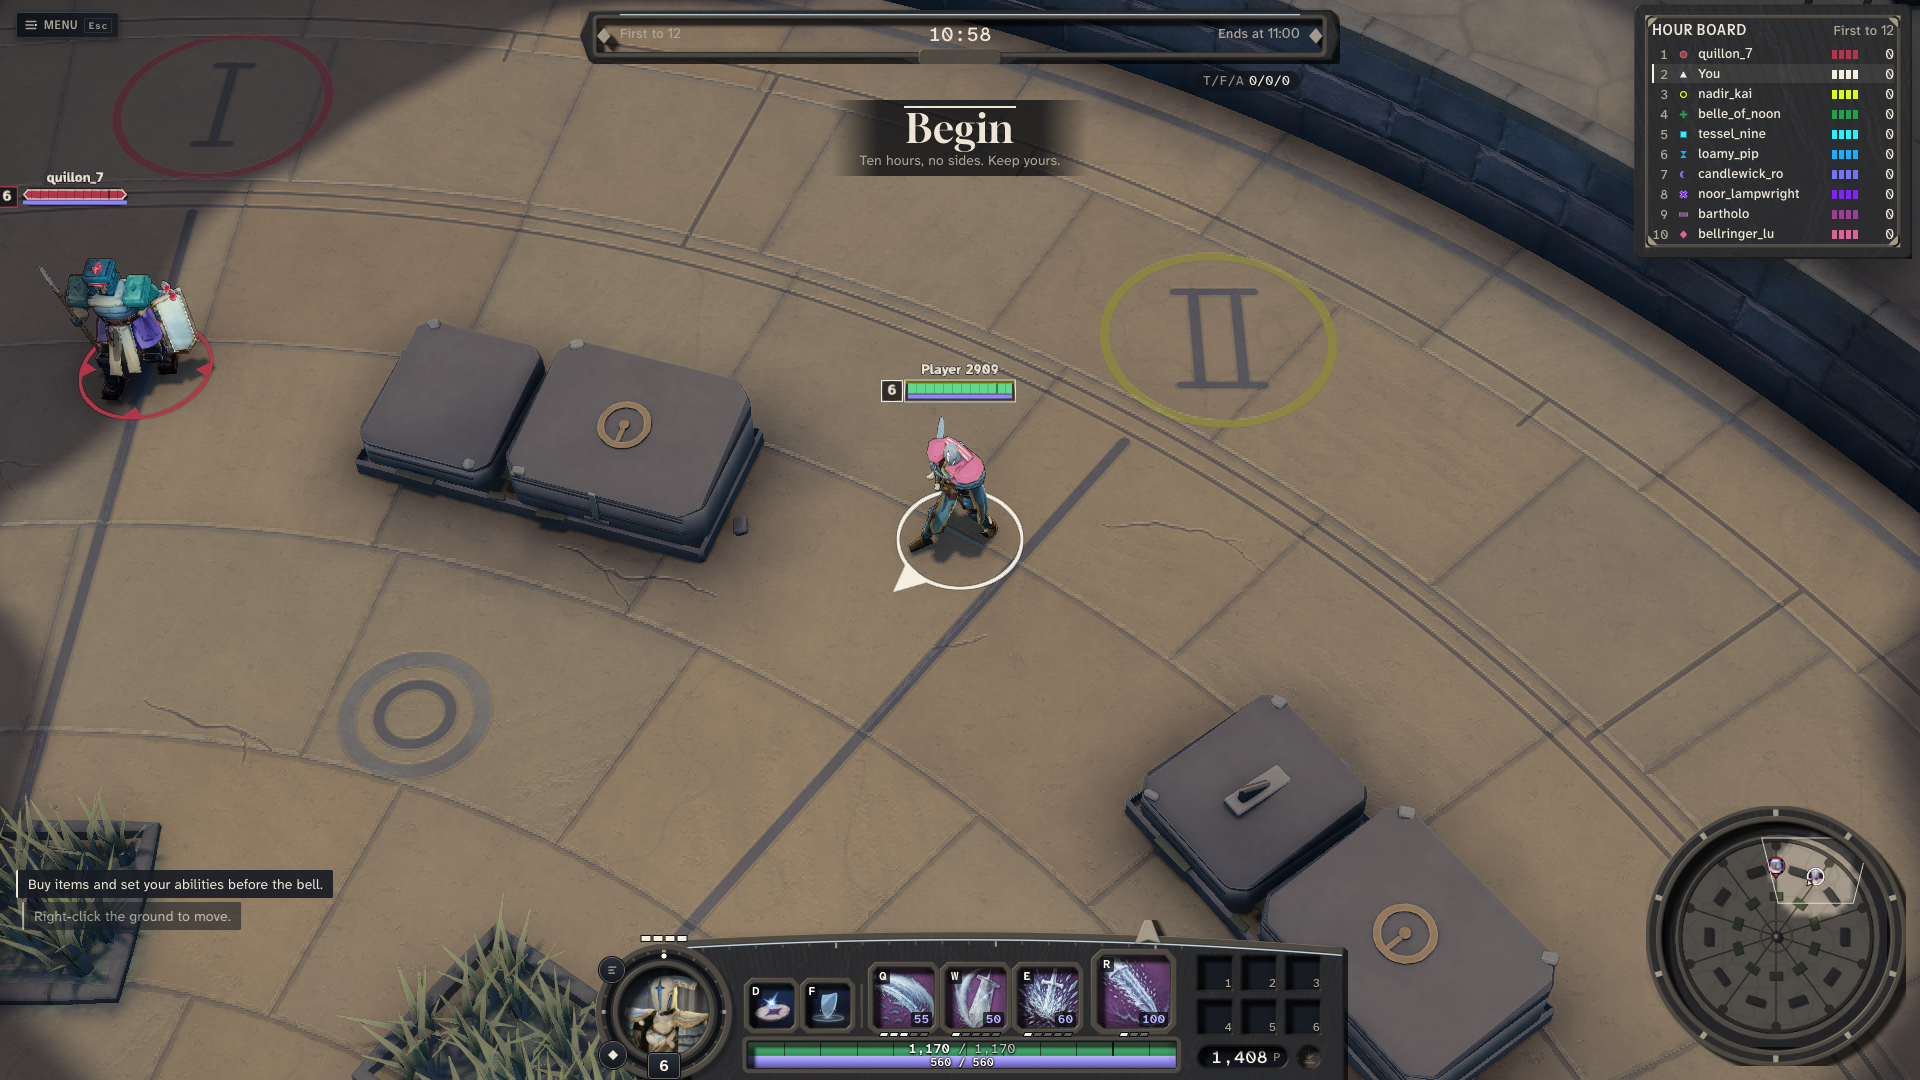 MENU Esc
First to 12
10:58
Ends at 11:00
T/F/A 0/0/0
Begin
Ten hours, no sides. Keep yours.
HOUR BOARD First to 12
1 quillon_7 0
2 You 0
3 nadir_kai 0
4 belle_of_noon 0
5 tessel_nine 0
6 loamy_pip 0
7 candlewick_ro 0
8 noor_lampwright 0
9 bartholo 0
10 bellringer_lu 0
I
quillon_7
6
II
Player 2909
6
Buy items and set your abilities before the bell.
Right-click the ground to move.
D
F
Q 55
W 50
E 60
R 100
1 2 3
4 5 6
6
1,170 / 1,170
560 / 560
1,408 P